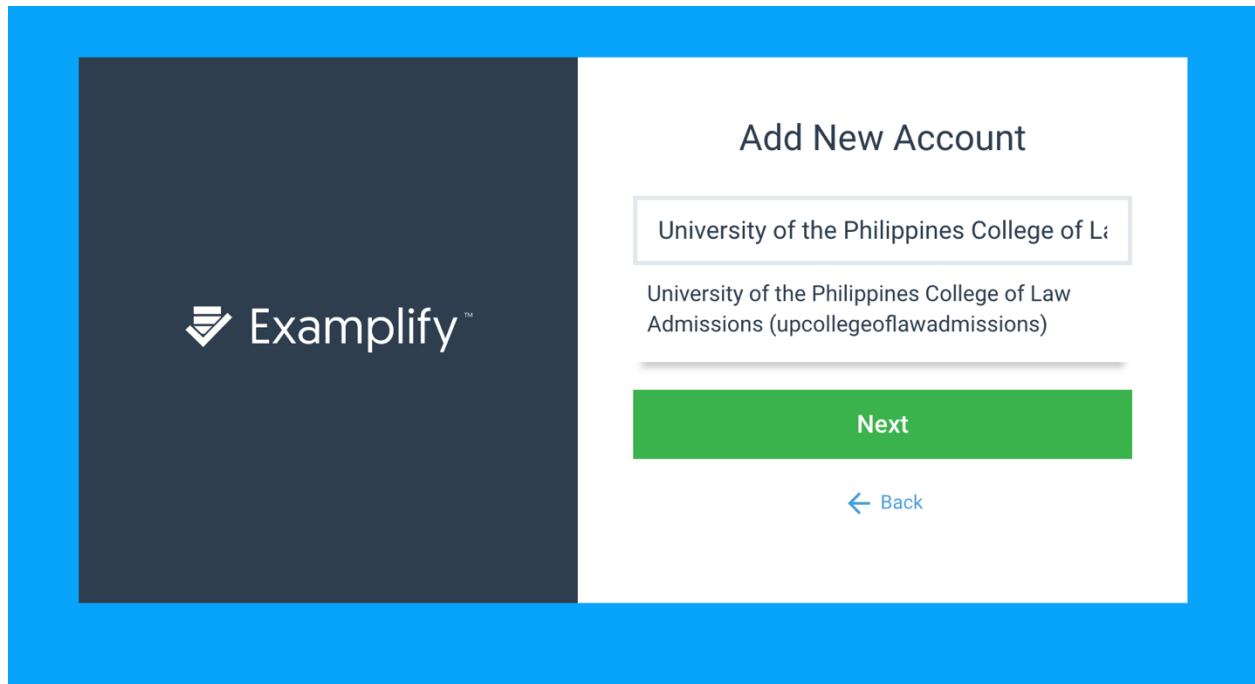 Add New Account
University of the Philippines College of La
University of the Philippines College of Law
Admissions (upcollegeoflawadmissions)
Examplify™
Next
← Back